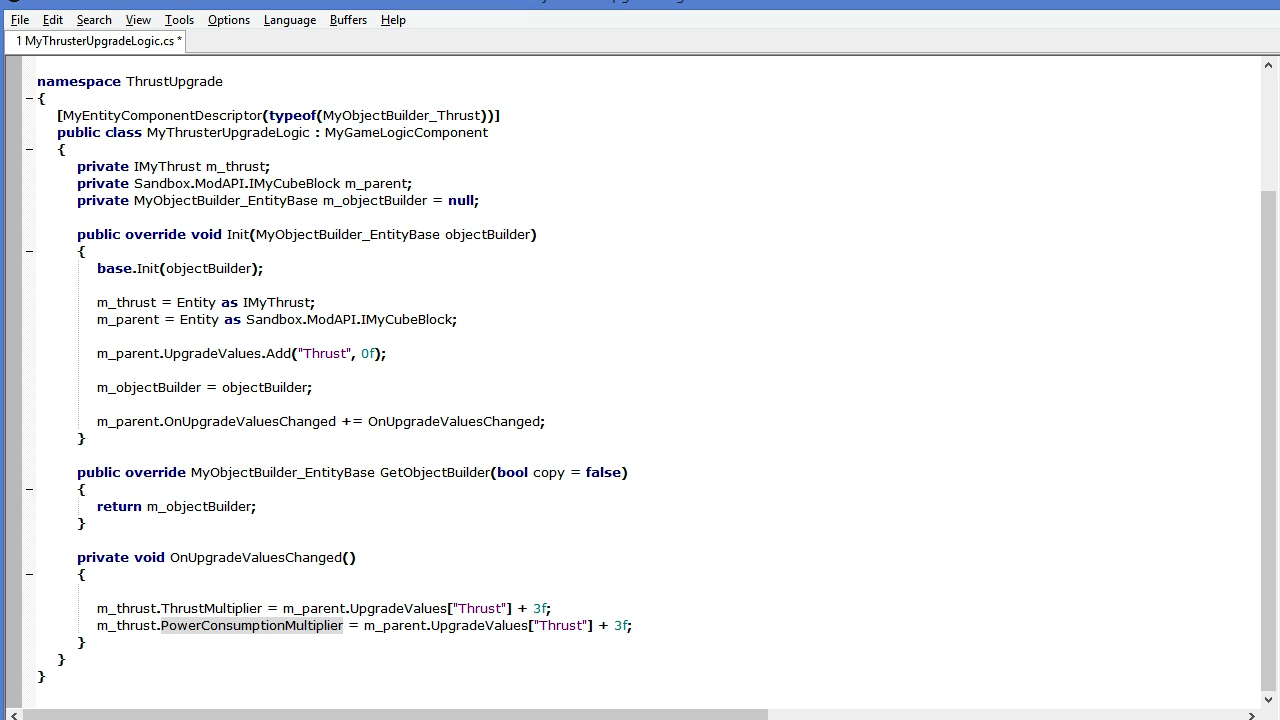 File Edit Search View Tools Options Language Buffers Help
1 MyThrusterUpgradeLogic.cs *
namespace ThrustUpgrade
{
[MyEntityComponentDescriptor(typeof(MyObjectBuilder_Thrust))]
public class MyThrusterUpgradeLogic : MyGameLogicComponent
{
private IMyThrust m_thrust;
private Sandbox.ModAPI.IMyCubeBlock m_parent;
private MyObjectBuilder_EntityBase m_objectBuilder = null;
public override void Init(MyObjectBuilder_EntityBase objectBuilder)
{
base.Init(objectBuilder);
m_thrust = Entity as IMyThrust;
m_parent = Entity as Sandbox.ModAPI.IMyCubeBlock;
m_parent.UpgradeValues.Add("Thrust", 0f);
m_objectBuilder = objectBuilder;
m_parent.OnUpgradeValuesChanged += OnUpgradeValuesChanged;
}
public override MyObjectBuilder_EntityBase GetObjectBuilder(bool copy = false)
{
return m_objectBuilder;
}
private void OnUpgradeValuesChanged()
{
m_thrust.ThrustMultiplier = m_parent.UpgradeValues["Thrust"] + 3f;
m_thrust.PowerConsumptionMultiplier = m_parent.UpgradeValues["Thrust"] + 3f;
}
}
}